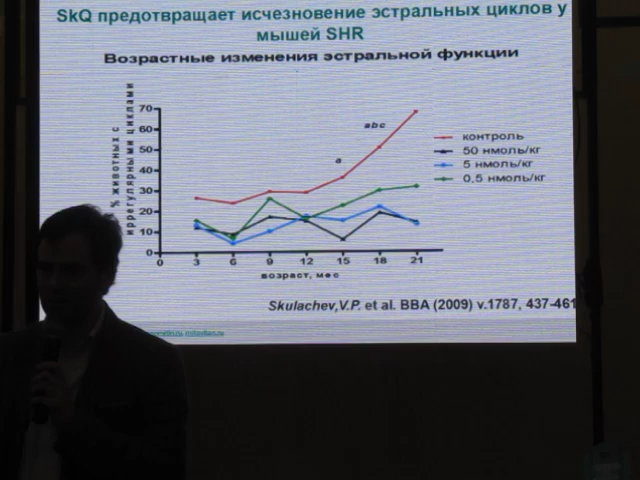 SkQ предотвращает исчезновение эстральных циклов у
мышей SHR
Возрастные изменения эстральной функции
% животных с
иррегулярными циклами
70
60
50
40
30
20
10
0
0 3 6 9 12 15 18 21
возраст, мес
a
abc
контроль
50 нмоль/кг
5 нмоль/кг
0,5 нмоль/кг
Skulachev,V.P. et al. BBA (2009) v.1787, 437-461